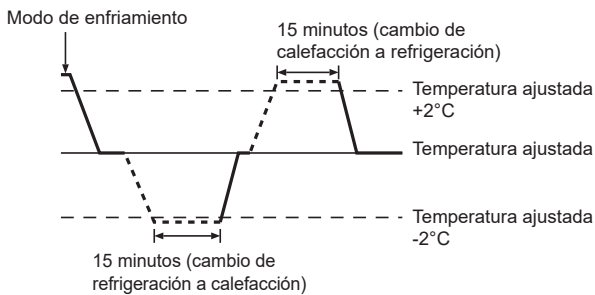 Modo de enfriamiento
15 minutos (cambio de
calefacción a refrigeración)
Temperatura ajustada
+2°C
Temperatura ajustada
Temperatura ajustada
-2°C
15 minutos (cambio de
refrigeración a calefacción)